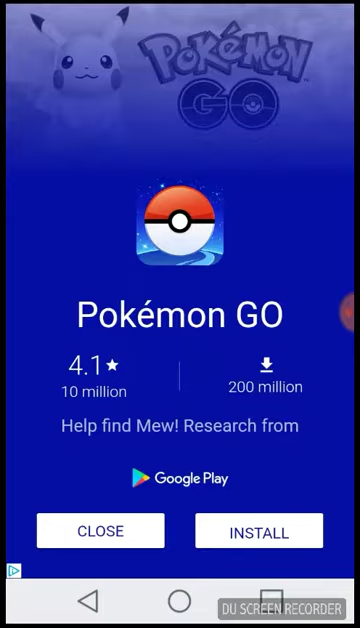 POKÉMON
GO
Pokémon GO
4.1★
10 million
200 million
Help find Mew! Research from
Google Play
CLOSE
INSTALL
DU SCREEN RECORDER